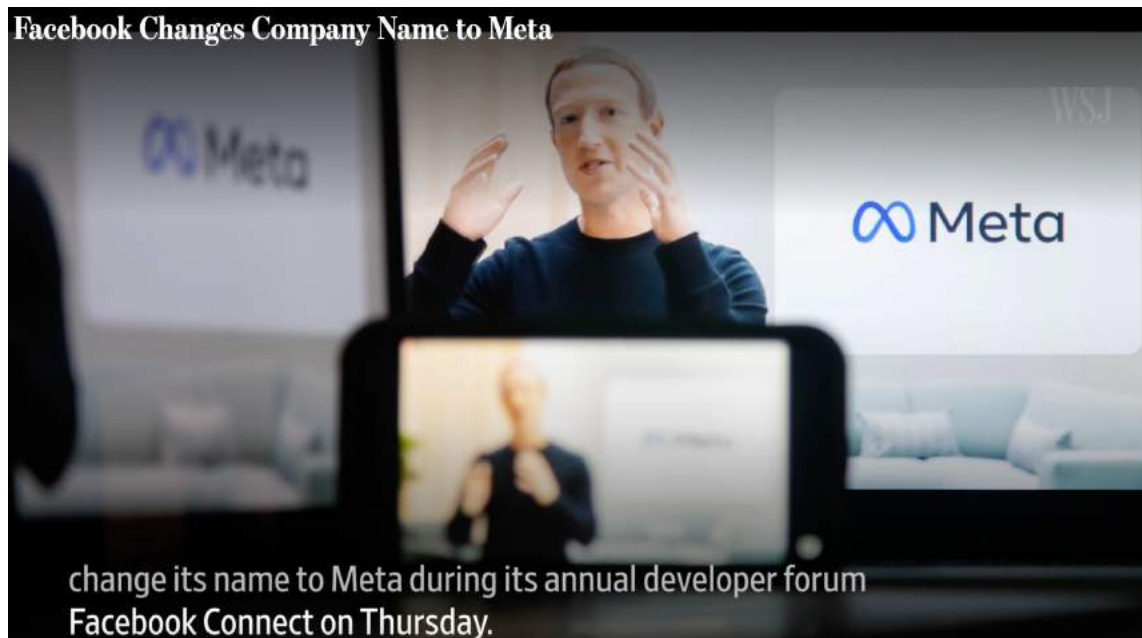 Facebook Changes Company Name to Meta
WSJ
Meta
Meta
change its name to Meta during its annual developer forum
Facebook Connect on Thursday.